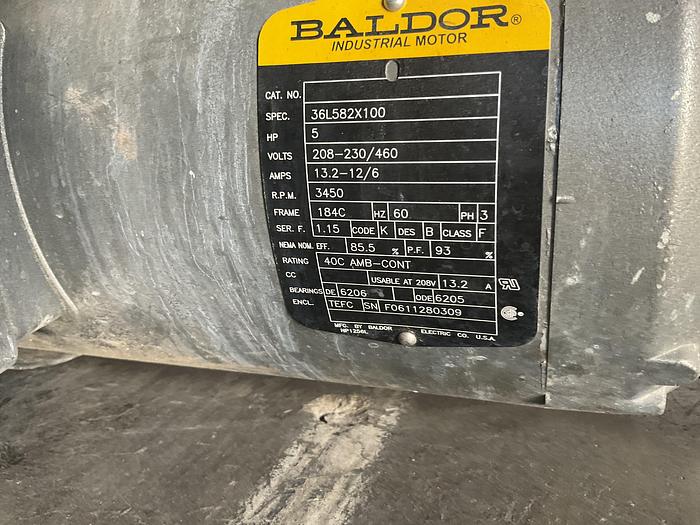 BALDOR®
INDUSTRIAL MOTOR
CAT. NO.
SPEC. 36L582X100
HP 5
VOLTS 208-230/460
AMPS 13.2-12/6
R.P.M. 3450
FRAME 184C HZ 60 PH 3
SER. F. 1.15 CODE K DES B CLASS F
NEMA NOM. EFF. 85.5 % P.F. 93 %
RATING 40C AMB-CONT
CC USABLE AT 208V 13.2 A
BEARINGS DE 6206 ODE 6205
ENCL. TEFC SN F0611280309
MFG. BY BALDOR ELECTRIC CO. U.S.A.
NP1256L